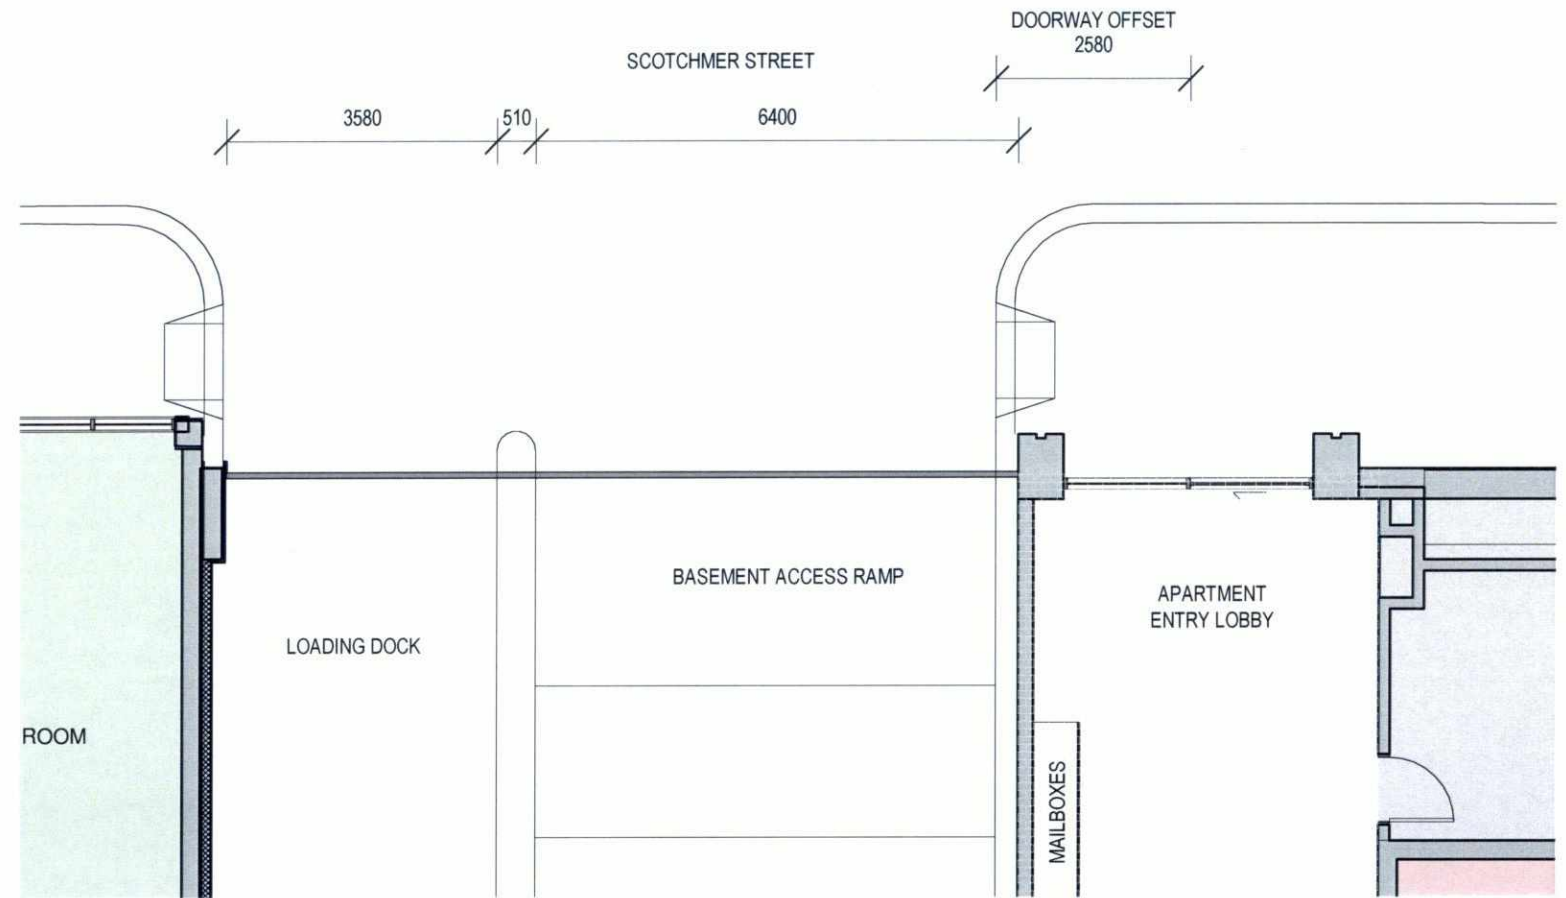 DOORWAY OFFSET
2580
SCOTCHMER STREET
3580
510
6400
BASEMENT ACCESS RAMP
APARTMENT
ENTRY LOBBY
LOADING DOCK
ROOM
MAILBOXES